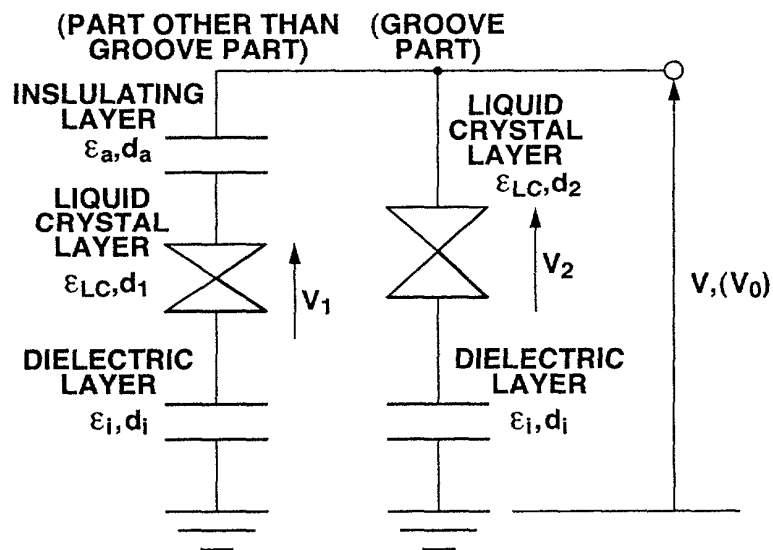 (PART OTHER THAN
GROOVE PART)
(GROOVE
PART)
INSLULATING
LAYER
εa,da
LIQUID
CRYSTAL
LAYER
εLC,d1
V1
DIELECTRIC
LAYER
εi,di
LIQUID
CRYSTAL
LAYER
εLC,d2
V2
DIELECTRIC
LAYER
εi,di
V,(V0)